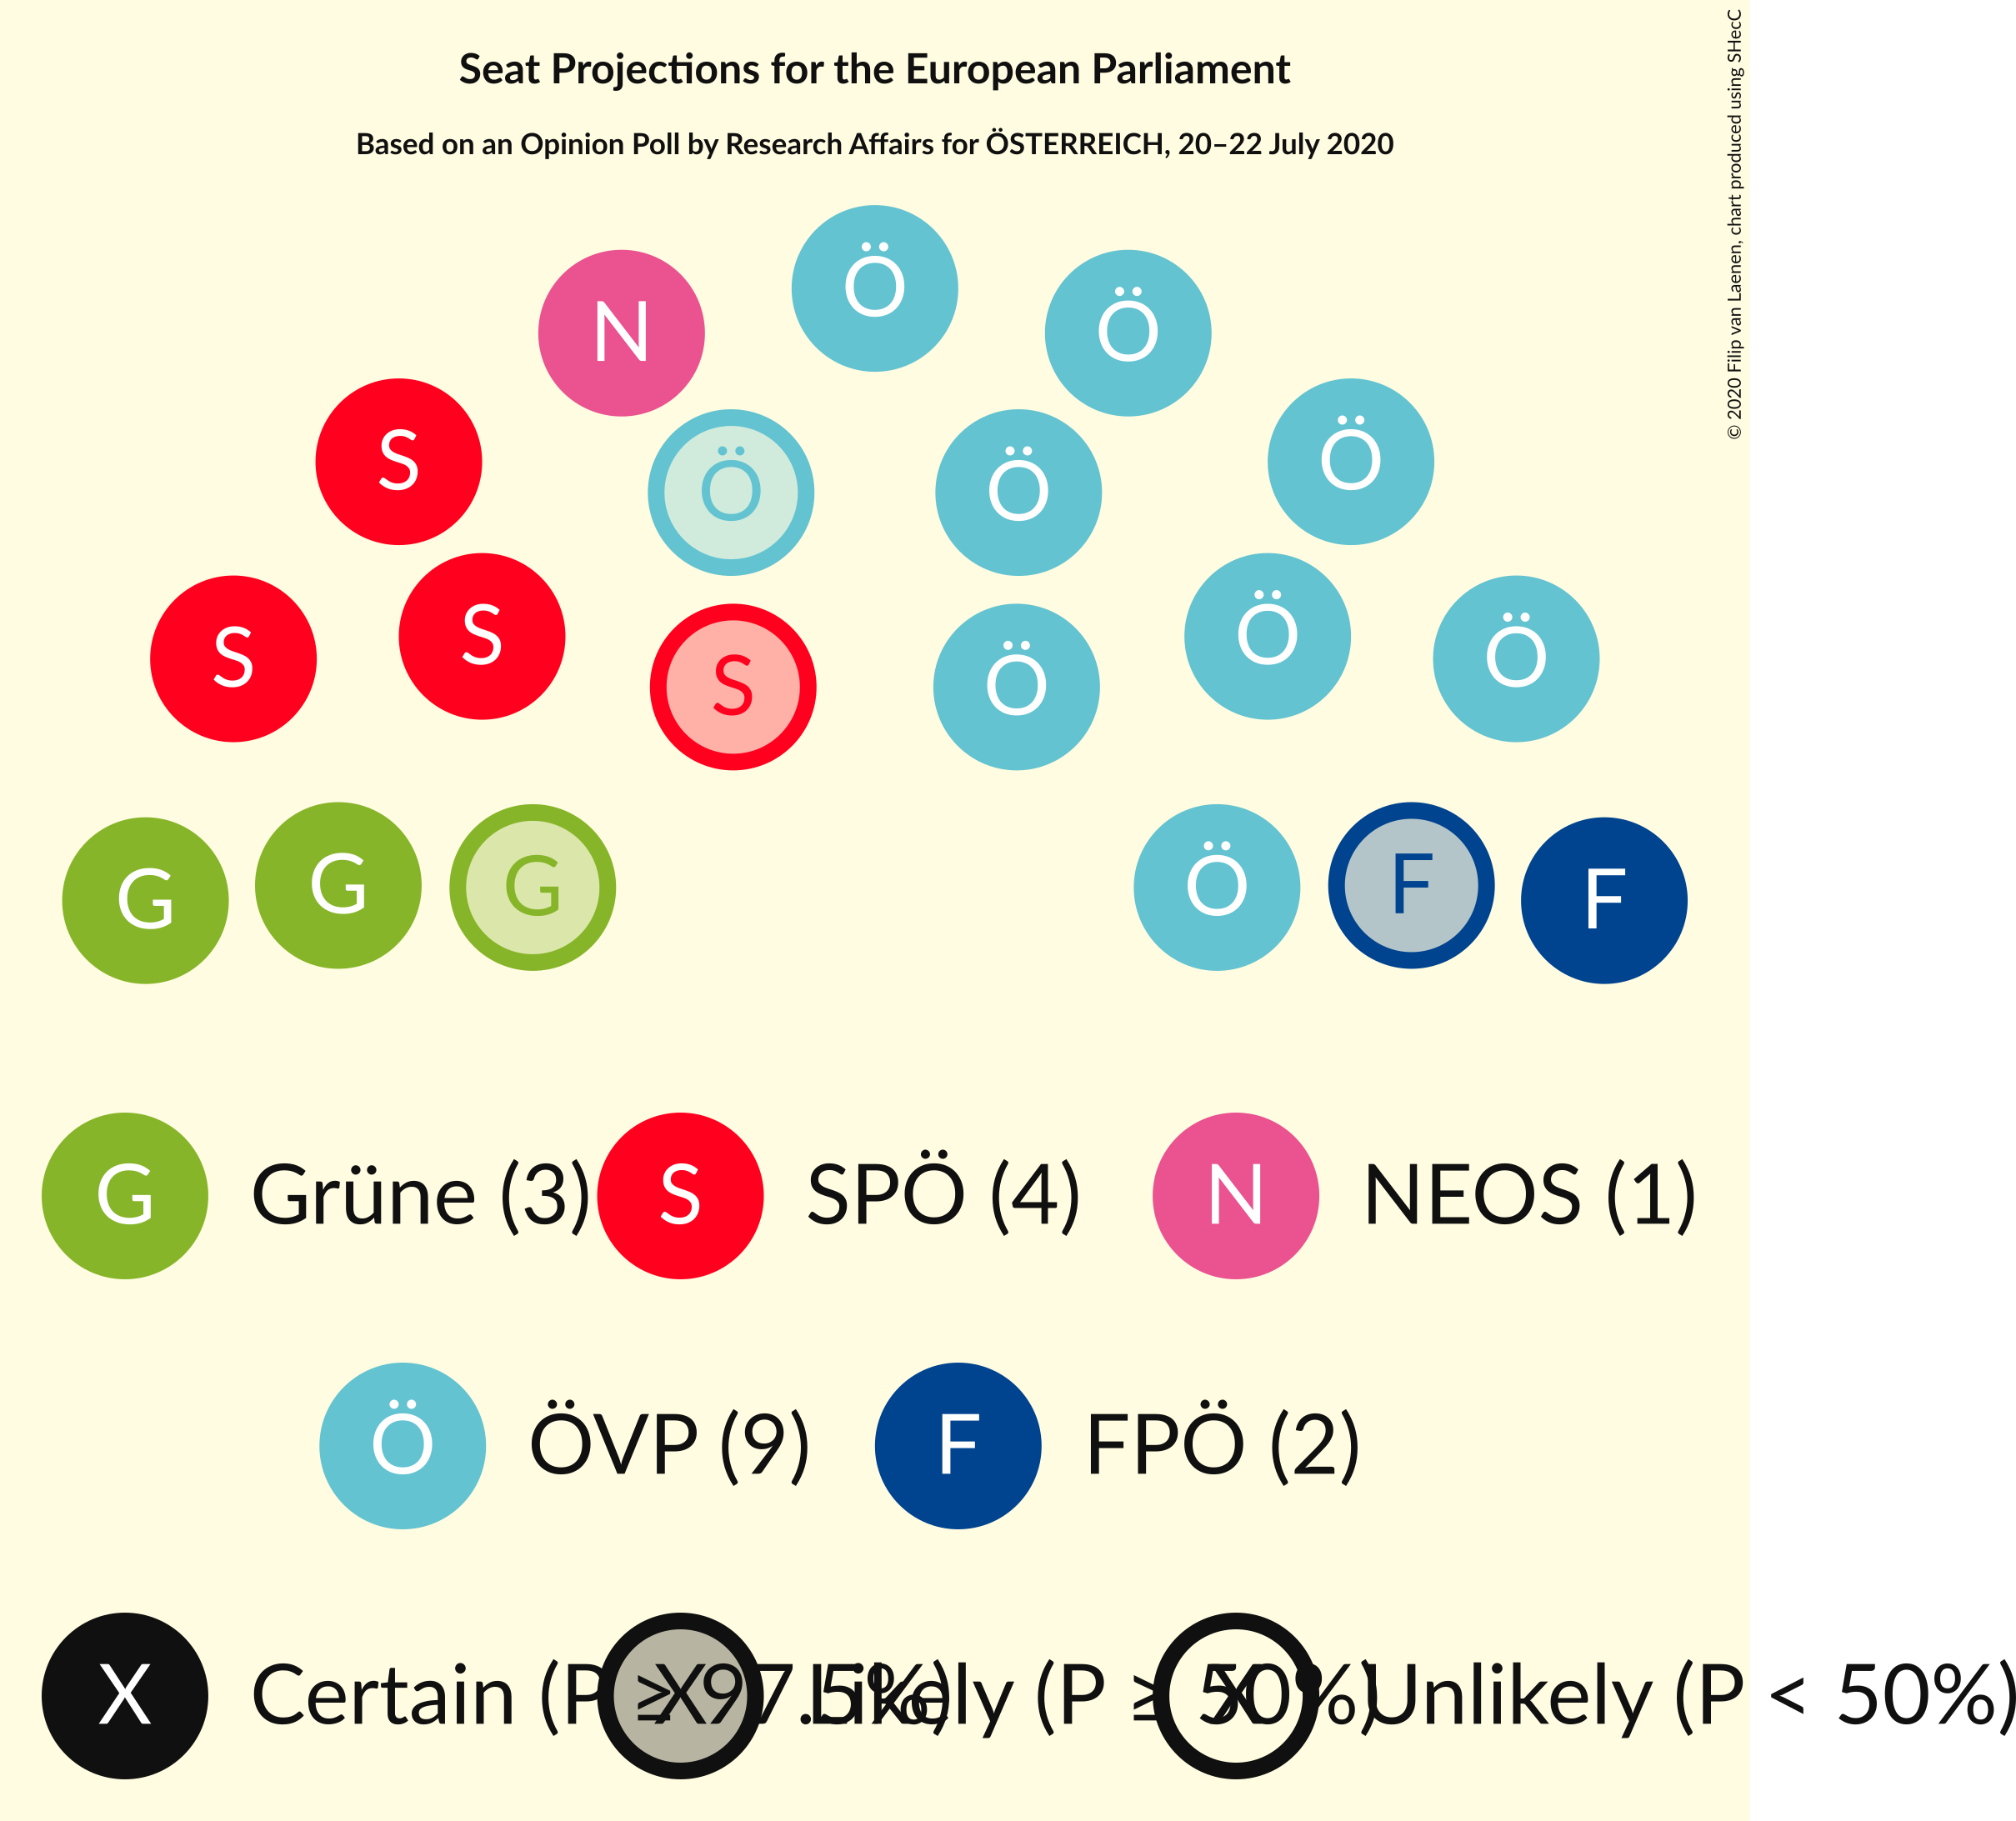 Seat Projections for the European Parliament
Based on an Opinion Poll by Research Affairs for ÖSTERREICH, 20–22 July 2020
© 2020 Filip van Laenen, chart produced using SHecC
Ö
N Ö
S Ö
Ö Ö
S S Ö Ö
S Ö
G G G Ö F F
G Grüne (3) S SPÖ (4) N NEOS (1)
Ö ÖVP (9) F FPÖ (2)
X Certain (P ≥ 97.5%) X Likely (P ≥ 50%) X Unlikely (P < 50%)